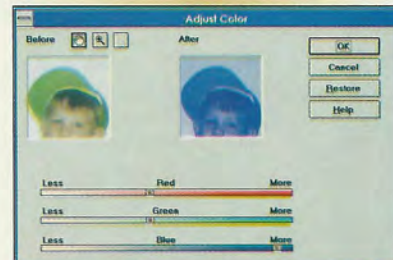 Adjust Color
Before
After
OK
Cancel
Restore
Help
Less Red More
Less Green More
Less Blue More